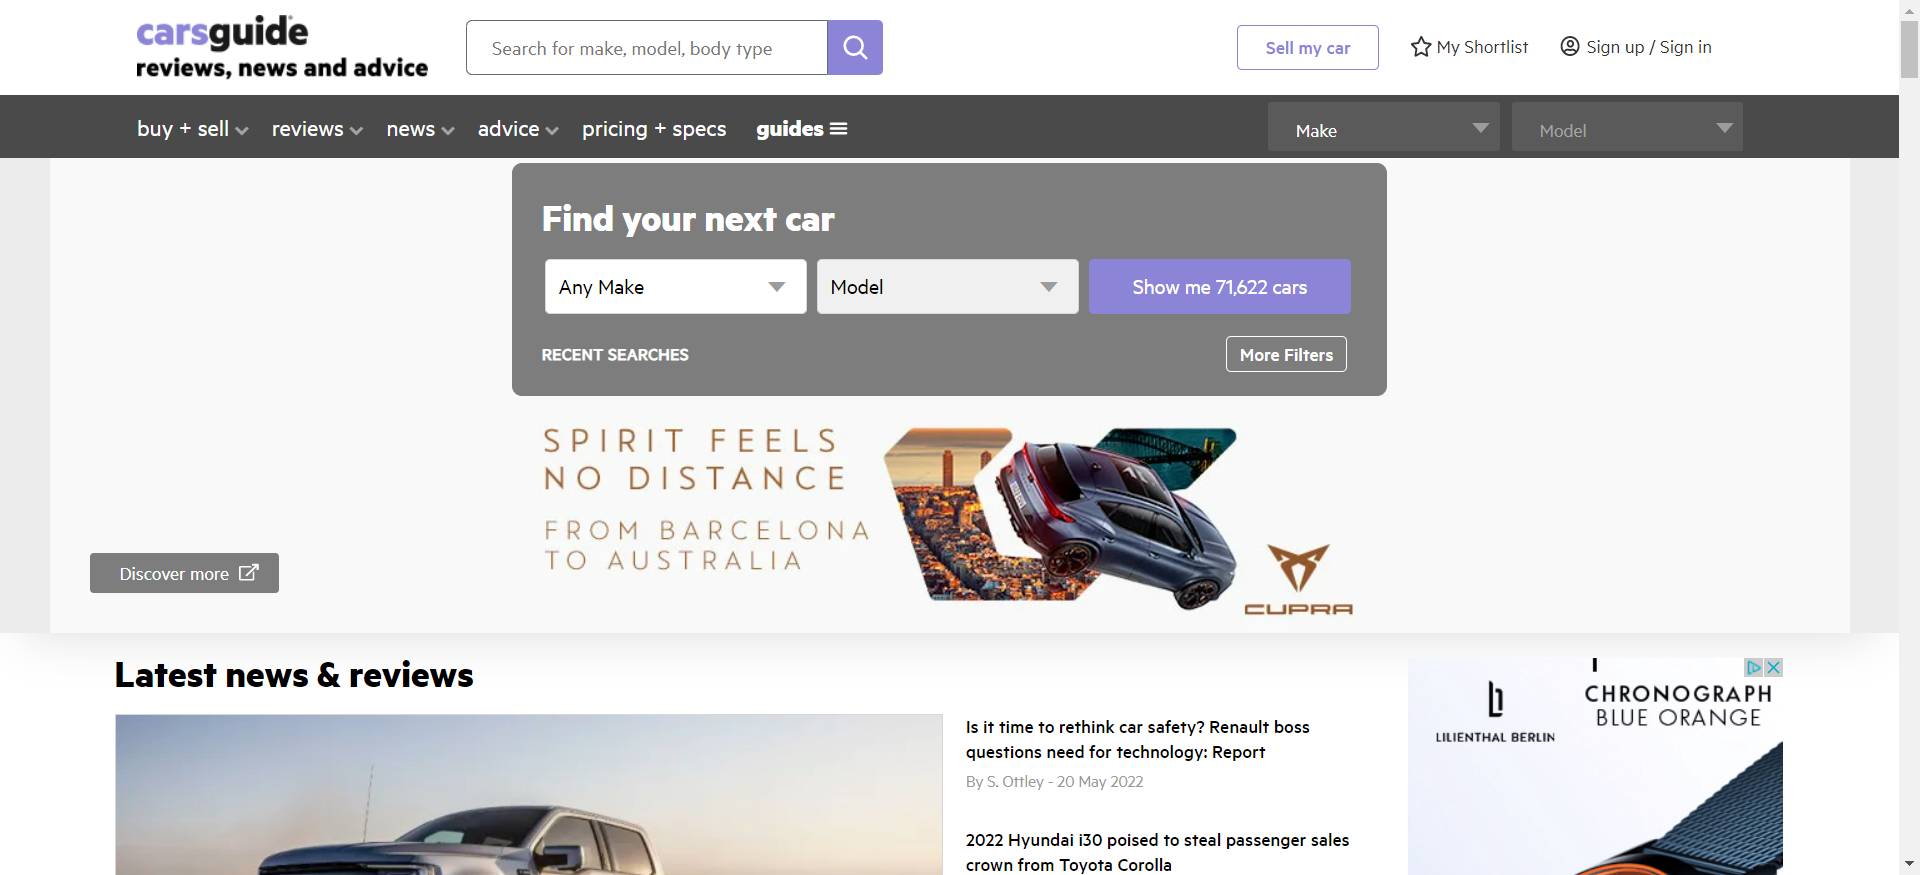 carsguide
reviews, news and advice
Search for make, model, body type
Sell my car
My Shortlist
Sign up / Sign in
buy + sell
reviews
news
advice
pricing + specs
guides
Make
Model
Find your next car
Any Make
Model
Show me 71,622 cars
RECENT SEARCHES
More Filters
SPIRIT FEELS
NO DISTANCE
FROM BARCELONA
TO AUSTRALIA
CUPRA
Discover more
Latest news & reviews
Is it time to rethink car safety? Renault boss
questions need for technology: Report
By S. Ottley - 20 May 2022
2022 Hyundai i30 poised to steal passenger sales
crown from Toyota Corolla
LILIENTHAL BERLIN
CHRONOGRAPH
BLUE ORANGE